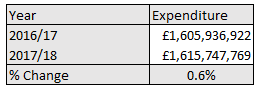 Year Expenditure
2016/17 £1,605,936,922
2017/18 £1,615,747,769
% Change 0.6%